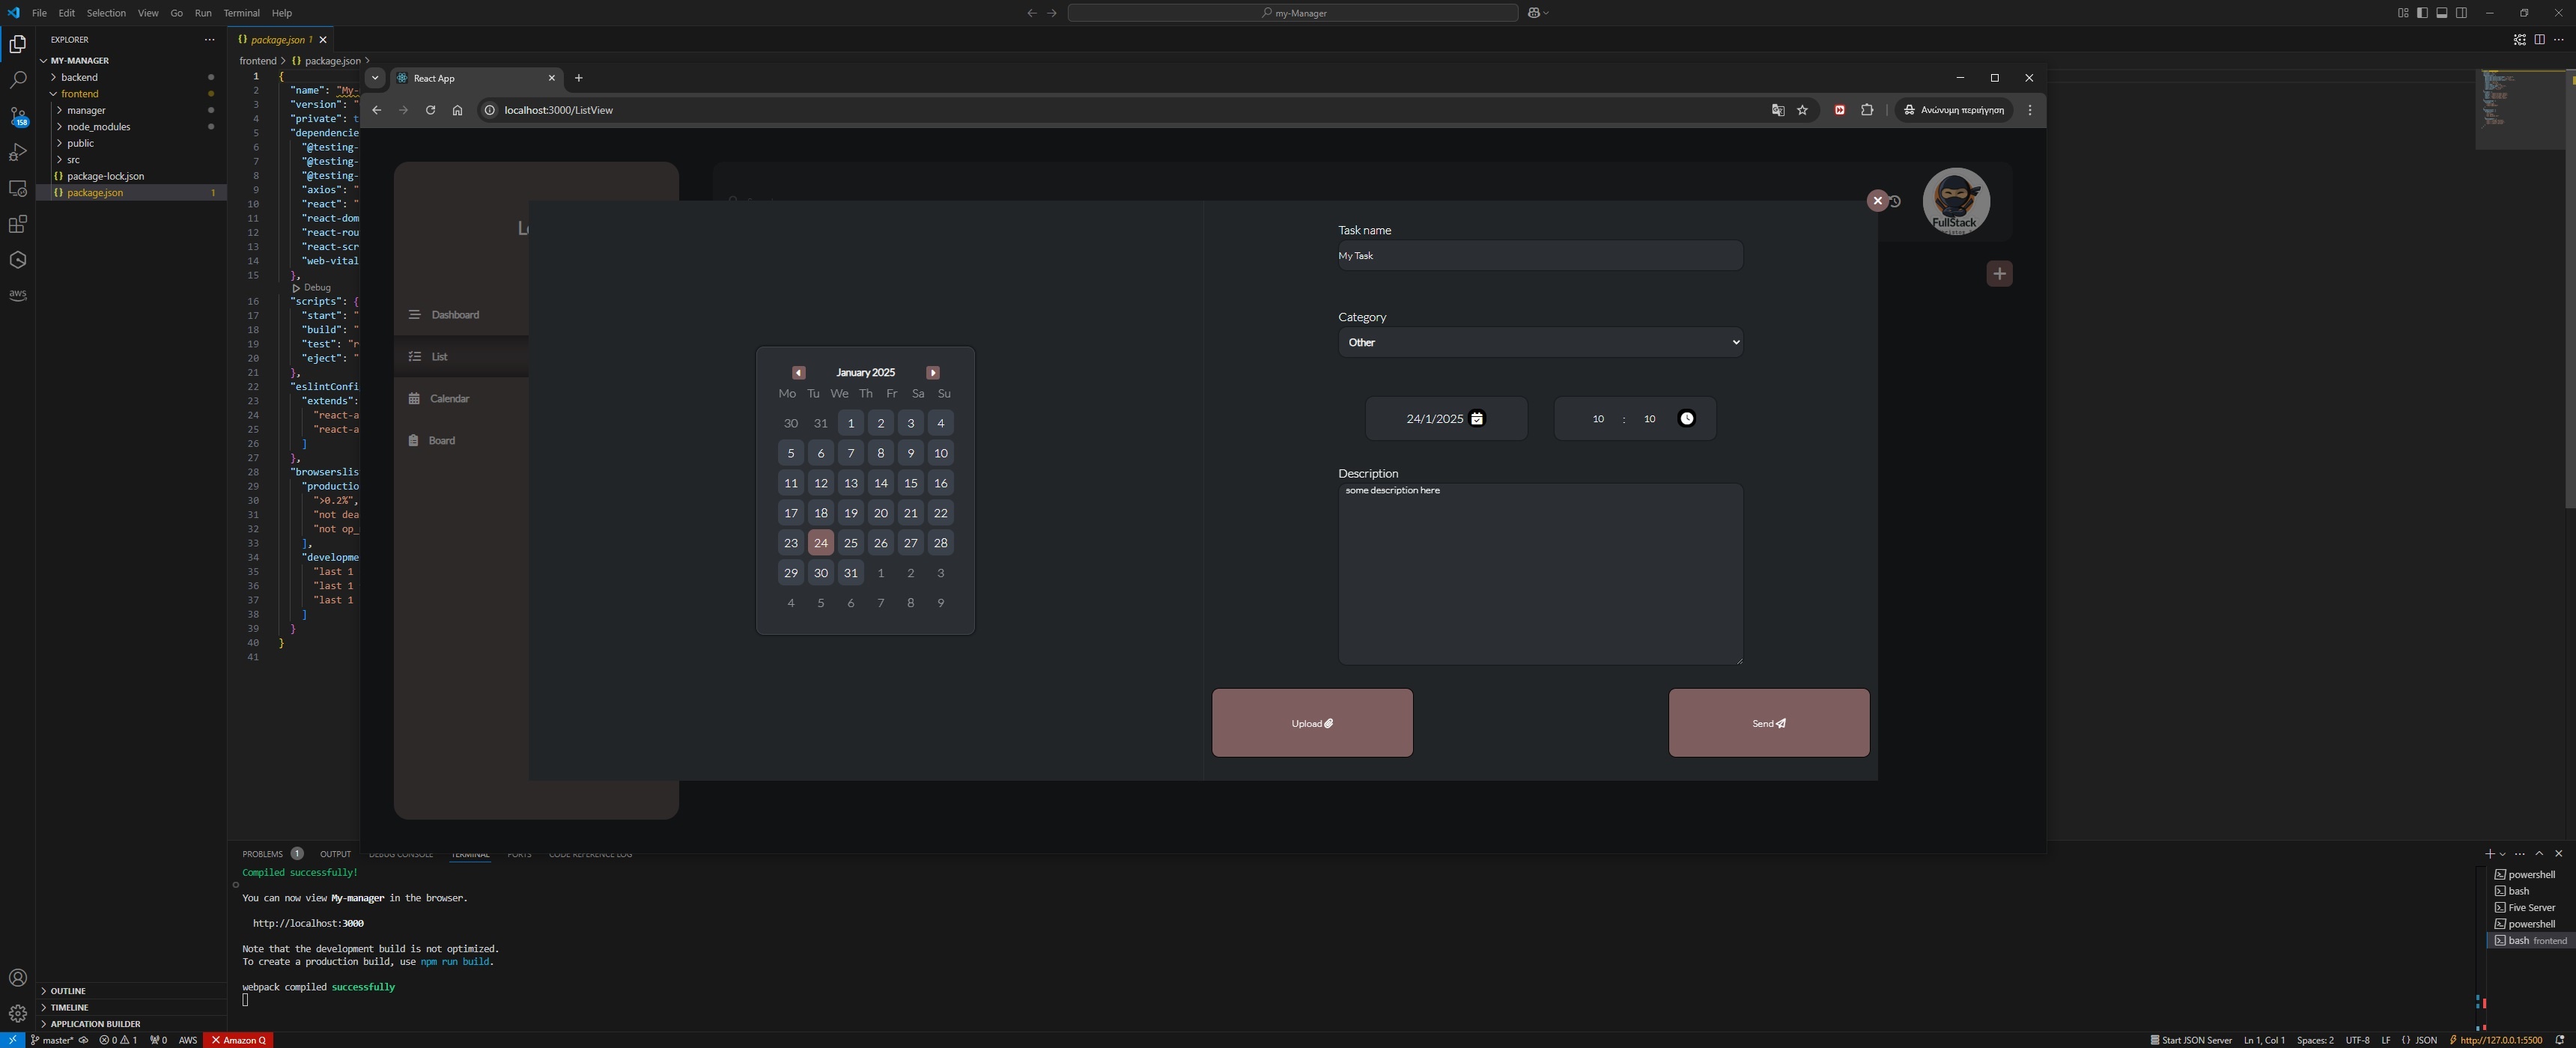 File Edit Selection View Go Run Terminal Help
my-Manager
EXPLORER
MY-MANAGER
backend
frontend
manager
node_modules
public
src
package-lock.json
package.json 1
158
aws
OUTLINE
TIMELINE
APPLICATION BUILDER
package.json 1
frontend > package.json >
1 {
2 "name": "My-
3 "version": "
4 "private": t
5 "dependencie
6 "@testing-
7 "@testing-
8 "@testing-
9 "axios": "
10 "react": "
11 "react-dom
12 "react-rou
13 "react-scr
14 "web-vital
15 },
Debug
16 "scripts": {
17 "start": "
18 "build": "
19 "test": "r
20 "eject": "
21 },
22 "eslintConfi
23 "extends":
24 "react-a
25 "react-a
26 ]
27 },
28 "browserslis
29 "productio
30 ">0.2%",
31 "not dea
32 "not op_
33 ],
34 "developme
35 "last 1
36 "last 1
37 "last 1
38 ]
39 }
40 }
41
React App
localhost:3000/ListView
Ανώνυμη περιήγηση
Dashboard
List
Calendar
Board
FullStack
January 2025
Mo Tu We Th Fr Sa Su
30 31 1 2 3 4
5 6 7 8 9 10
11 12 13 14 15 16
17 18 19 20 21 22
23 24 25 26 27 28
29 30 31 1 2 3
4 5 6 7 8 9
Task name
My Task
Category
Other
24/1/2025
10 : 10
Description
some description here
Upload
Send
PROBLEMS 1 OUTPUT DEBUG CONSOLE TERMINAL PORTS CODE REFERENCE LOG
Compiled successfully!
You can now view My-manager in the browser.
http://localhost:3000
Note that the development build is not optimized.
To create a production build, use npm run build.
webpack compiled successfully
powershell
bash
Five Server
powershell
bash frontend
master* 0 1 0 AWS Amazon Q
Start JSON Server Ln 1, Col 1 Spaces: 2 UTF-8 LF {} JSON http://127.0.0.1:5500